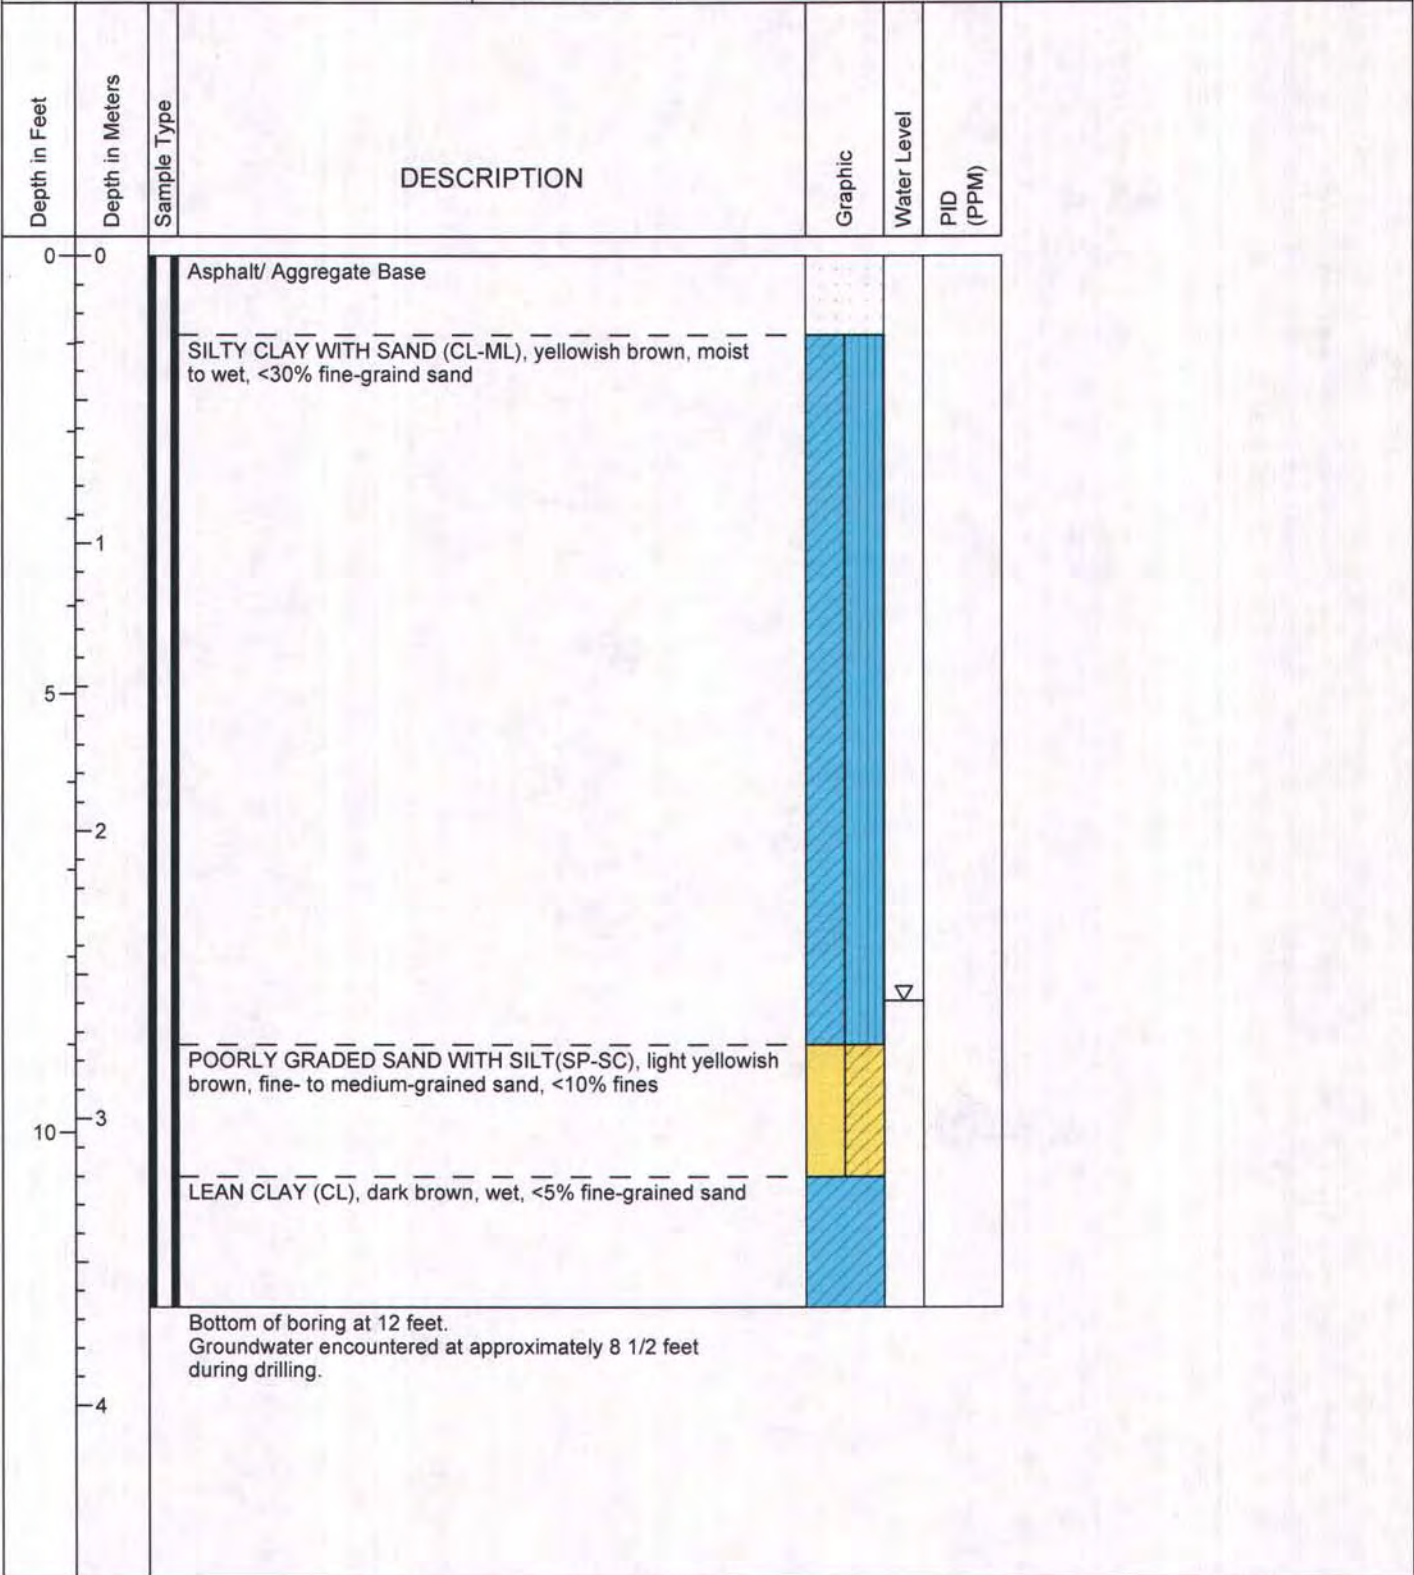 Depth in Feet
Depth in Meters
Sample Type
DESCRIPTION
Graphic
Water Level
PID
(PPM)
0
0
Asphalt/ Aggregate Base
SILTY CLAY WITH SAND (CL-ML), yellowish brown, moist
to wet, <30% fine-graind sand
1
5
2
POORLY GRADED SAND WITH SILT(SP-SC), light yellowish
brown, fine- to medium-grained sand, <10% fines
10
3
LEAN CLAY (CL), dark brown, wet, <5% fine-grained sand
Bottom of boring at 12 feet.
Groundwater encountered at approximately 8 1/2 feet
during drilling.
4